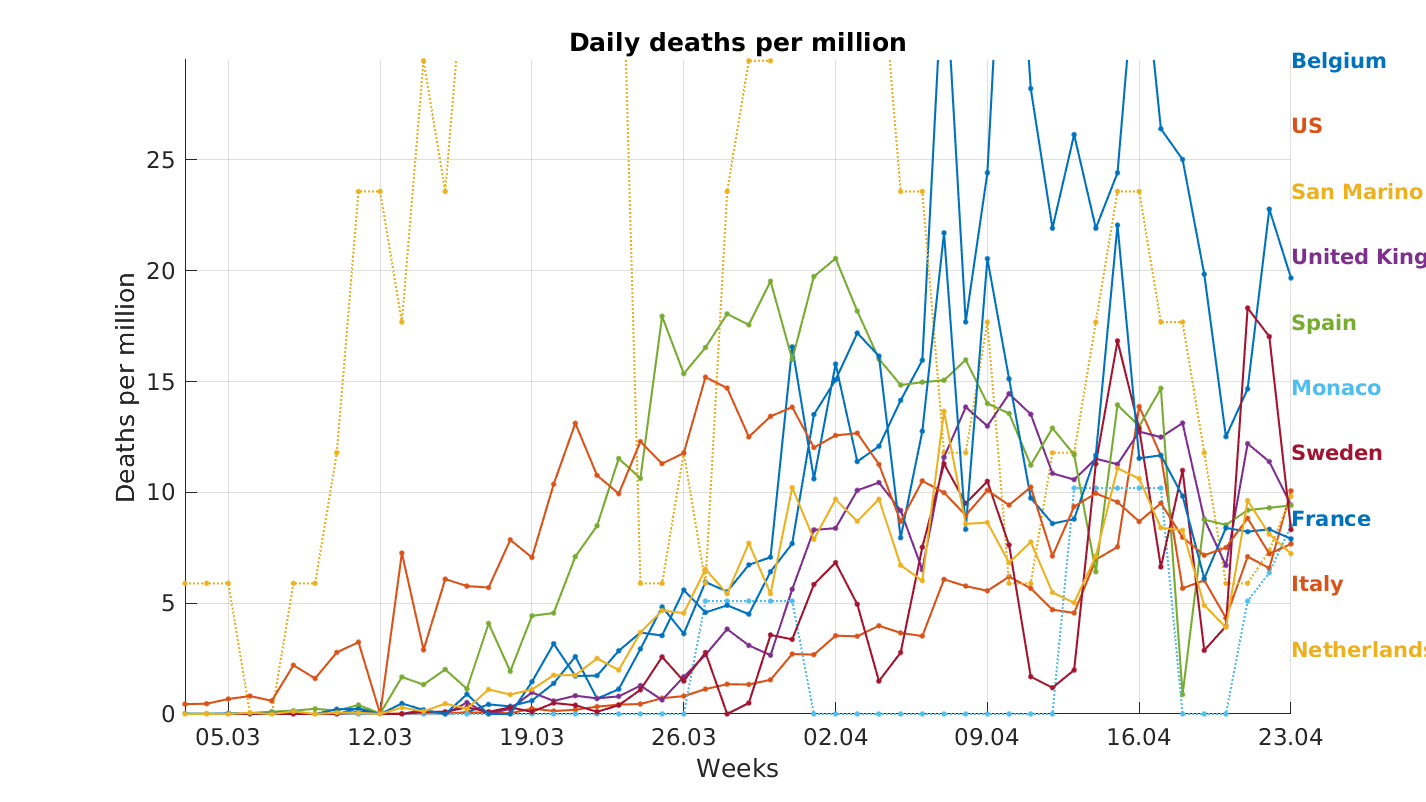 Daily deaths per million
Deaths per million
25
20
15
10
5
0
05.03 12.03 19.03 26.03 02.04 09.04 16.04 23.04
Weeks
Belgium
US
San Marino
United King
Spain
Monaco
Sweden
France
Italy
Netherlands